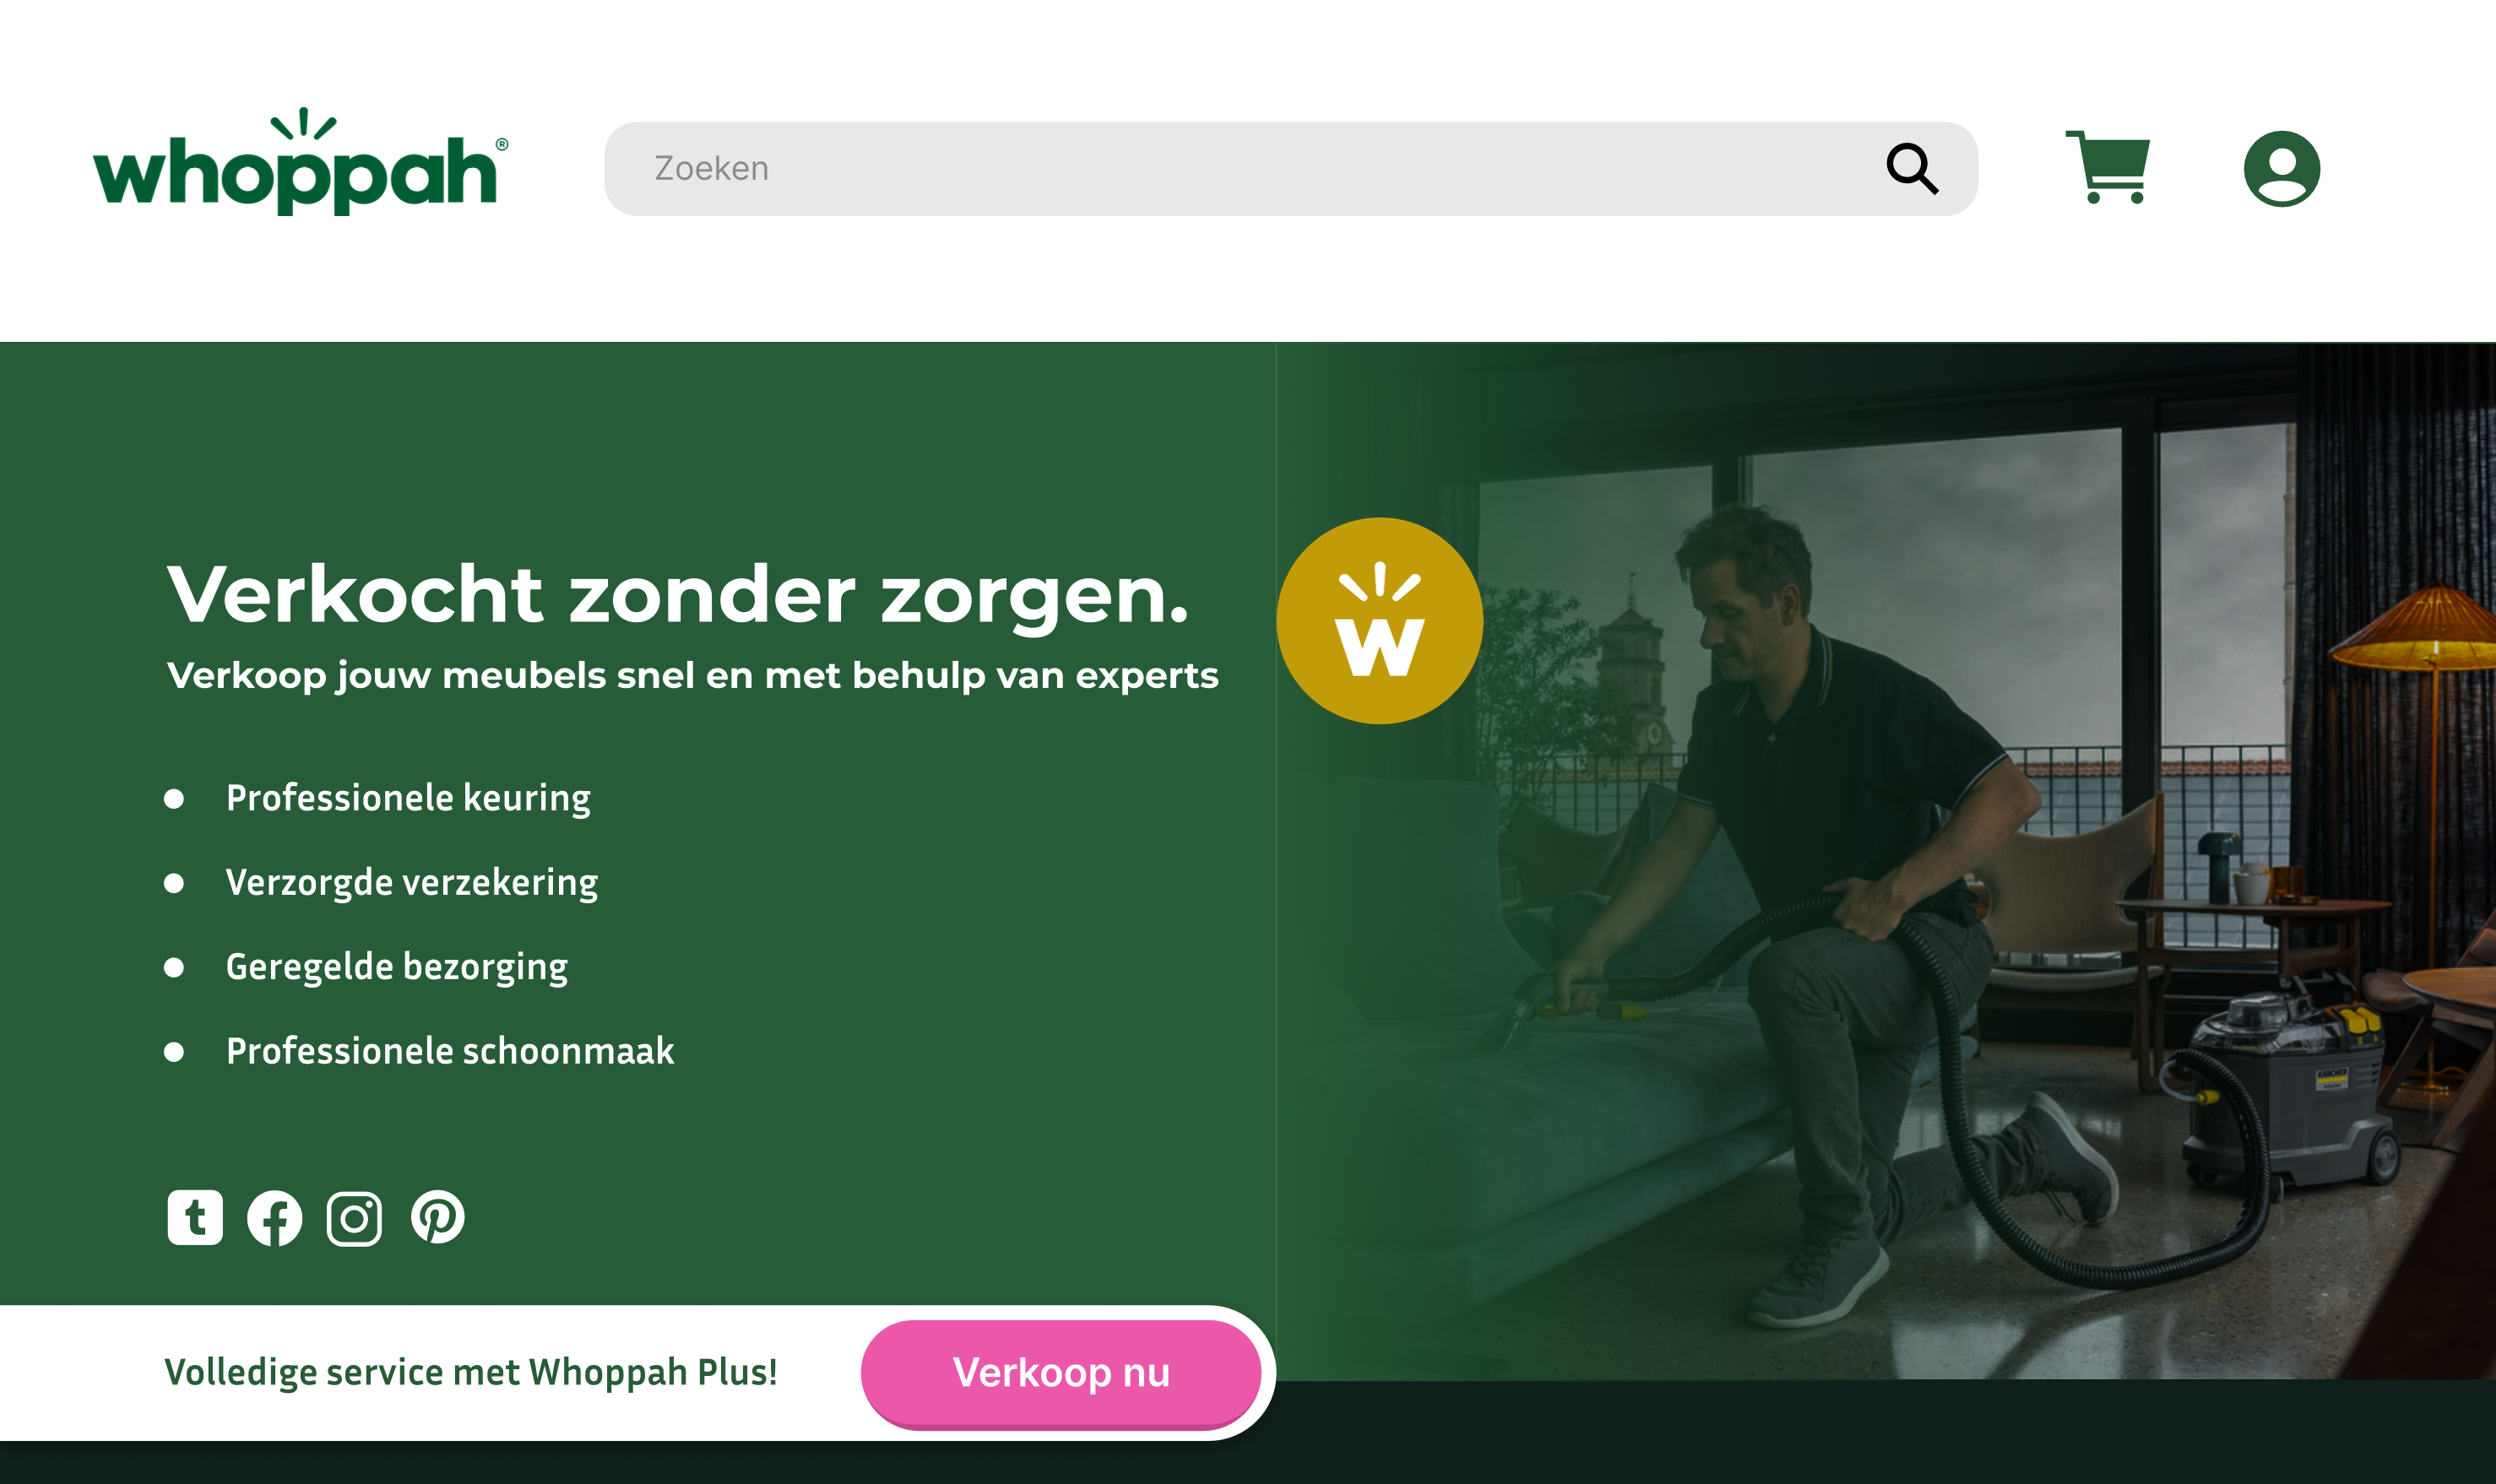 whoppah®
Zoeken
Verkocht zonder zorgen.
Verkoop jouw meubels snel en met behulp van experts
W
Professionele keuring
Verzorgde verzekering
Geregelde bezorging
Professionele schoonmaak
KÄRCHER
Volledige service met Whoppah Plus!
Verkoop nu